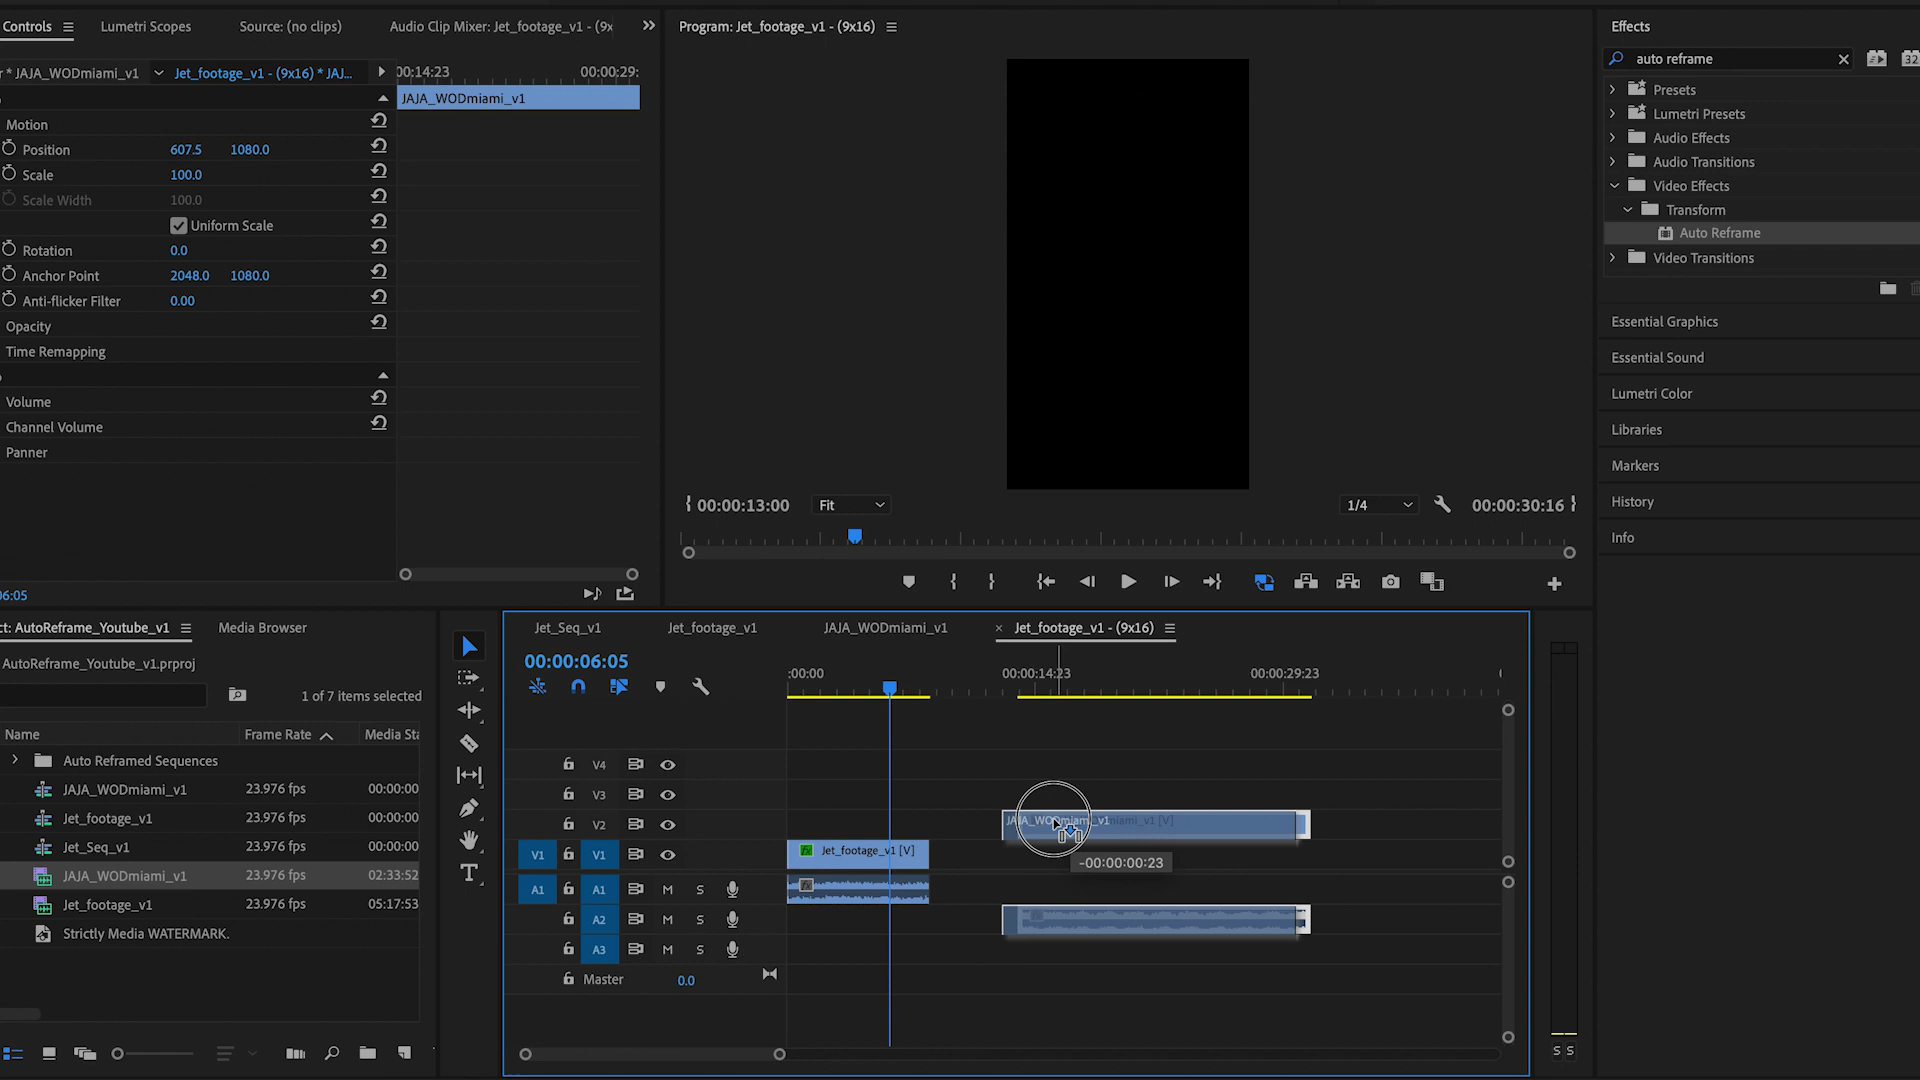 Controls
Lumetri Scopes
Source: (no clips)
Audio Clip Mixer: Jet_footage_v1 - (9x
r * JAJA_WODmiami_v1
Jet_footage_v1 - (9x16) * JAJ...
00:14:23
00:00:29:
JAJA_WODmiami_v1
Motion
Position 607.5 1080.0
Scale 100.0
Scale Width 100.0
Uniform Scale
Rotation 0.0
Anchor Point 2048.0 1080.0
Anti-flicker Filter 0.00
Opacity
Time Remapping
Volume
Channel Volume
Panner
6:05
Program: Jet_footage_v1 - (9x16)
00:00:13:00
Fit
1/4
00:00:30:16
Effects
auto reframe
32
Presets
Lumetri Presets
Audio Effects
Audio Transitions
Video Effects
Transform
Auto Reframe
Video Transitions
Essential Graphics
Essential Sound
Lumetri Color
Libraries
Markers
History
Info
ct: AutoReframe_Youtube_v1
Media Browser
AutoReframe_Youtube_v1.prproj
1 of 7 items selected
Name Frame Rate Media Sta
Auto Reframed Sequences
JAJA_WODmiami_v1 23.976 fps 00:00:00
Jet_footage_v1 23.976 fps 00:00:00
Jet_Seq_v1 23.976 fps 00:00:00
JAJA_WODmiami_v1 23.976 fps 02:33:52
Jet_footage_v1 23.976 fps 05:17:53
Strictly Media WATERMARK.
Jet_Seq_v1
Jet_footage_v1
JAJA_WODmiami_v1
× Jet_footage_v1 - (9x16)
00:00:06:05
:00:00
00:00:14:23
00:00:29:23
V4
V3
V2
JAJA_WODmiami_v1
miami_v1 [V]
V1 V1
Jet_footage_v1 [V]
-00:00:00:23
A1 A1 M S
A2 M S
A3 M S
Master 0.0
S S